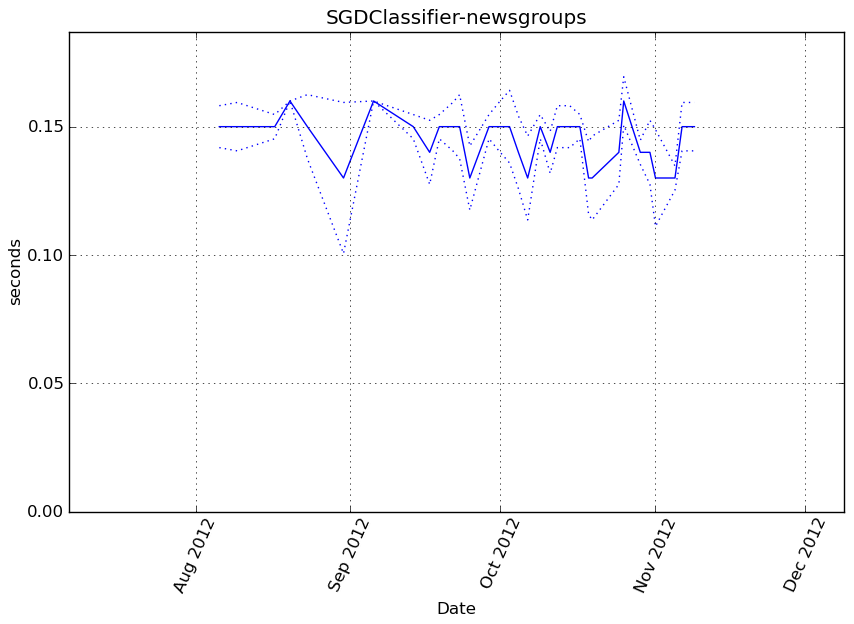 SGDClassifier-newsgroups
seconds
0.15
0.10
0.05
0.00
Aug 2012
Sep 2012
Oct 2012
Nov 2012
Dec 2012
Date